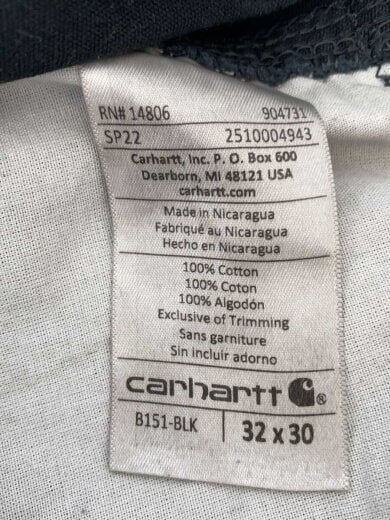 RN# 14806 904731
SP22 2510004943
Carhartt, Inc. P. O. Box 600
Dearborn, MI 48121 USA
carhartt.com
Made in Nicaragua
Fabriqué au Nicaragua
Hecho en Nicaragua
100% Cotton
100% Coton
100% Algodón
Exclusive of Trimming
Sans garniture
Sin incluir adorno
carhartt ®
B151-BLK 32 x 30